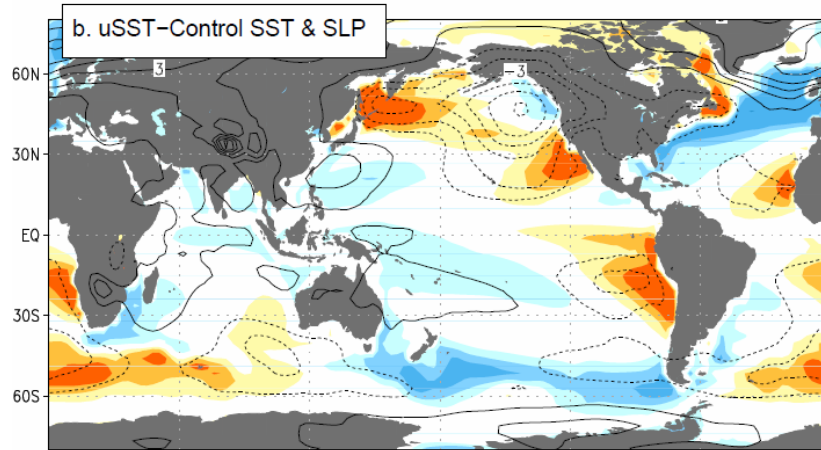 b. uSST−Control SST & SLP
60N
3
−3
30N
EQ
30S
60S